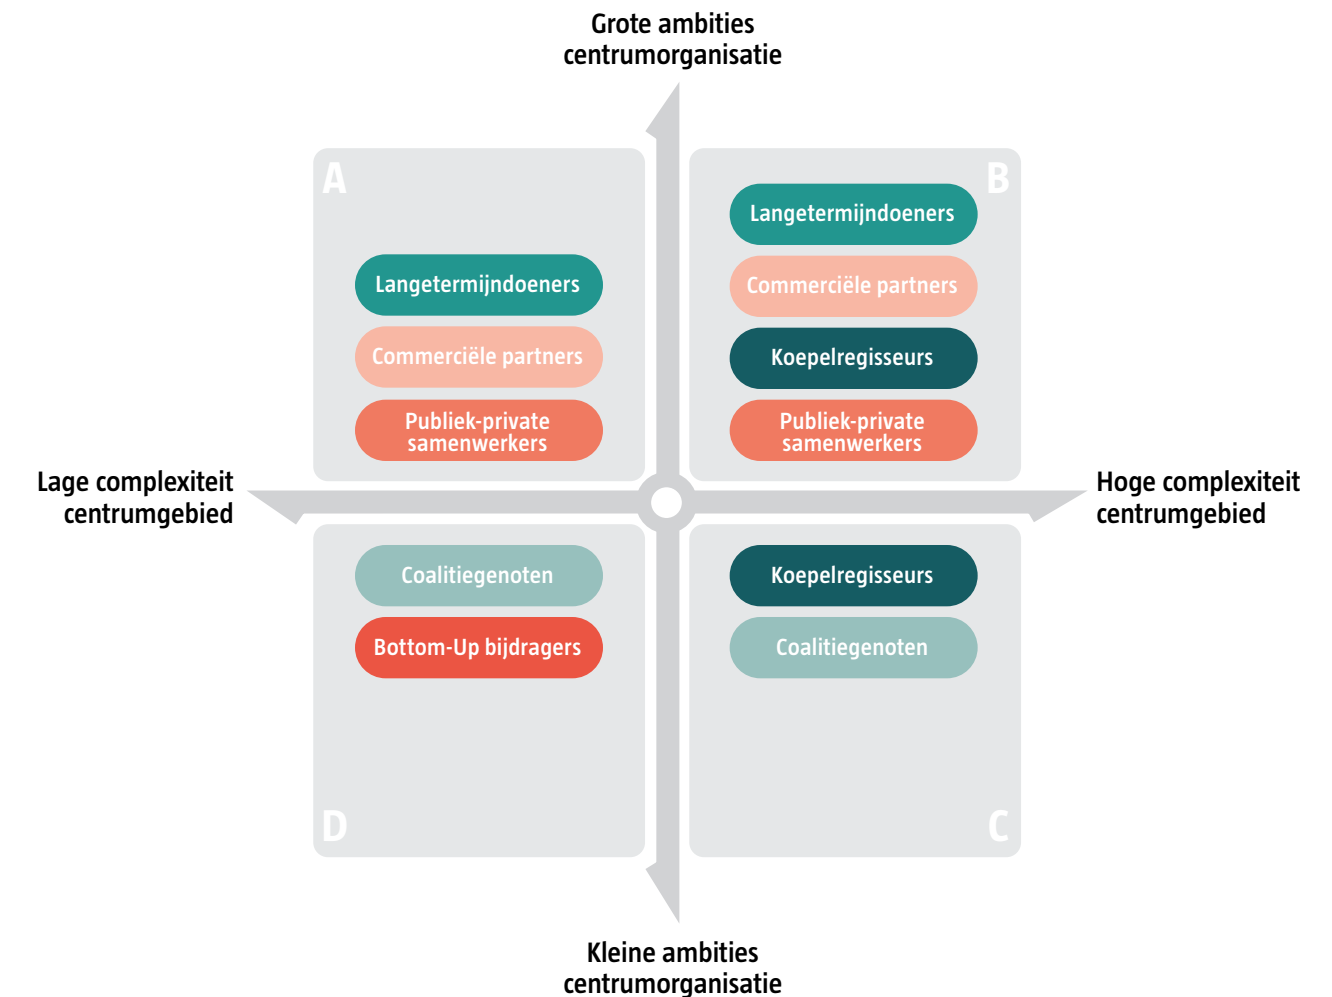 Grote ambities
centrumorganisatie
A
Langetermijndoeners
Commerciële partners
Publiek-private
samenwerkers
B
Langetermijndoeners
Commerciële partners
Koepelregisseurs
Publiek-private
samenwerkers
Lage complexiteit
centrumgebied
Hoge complexiteit
centrumgebied
Coalitiegenoten
Bottom-Up bijdragers
D
Koepelregisseurs
Coalitiegenoten
C
Kleine ambities
centrumorganisatie